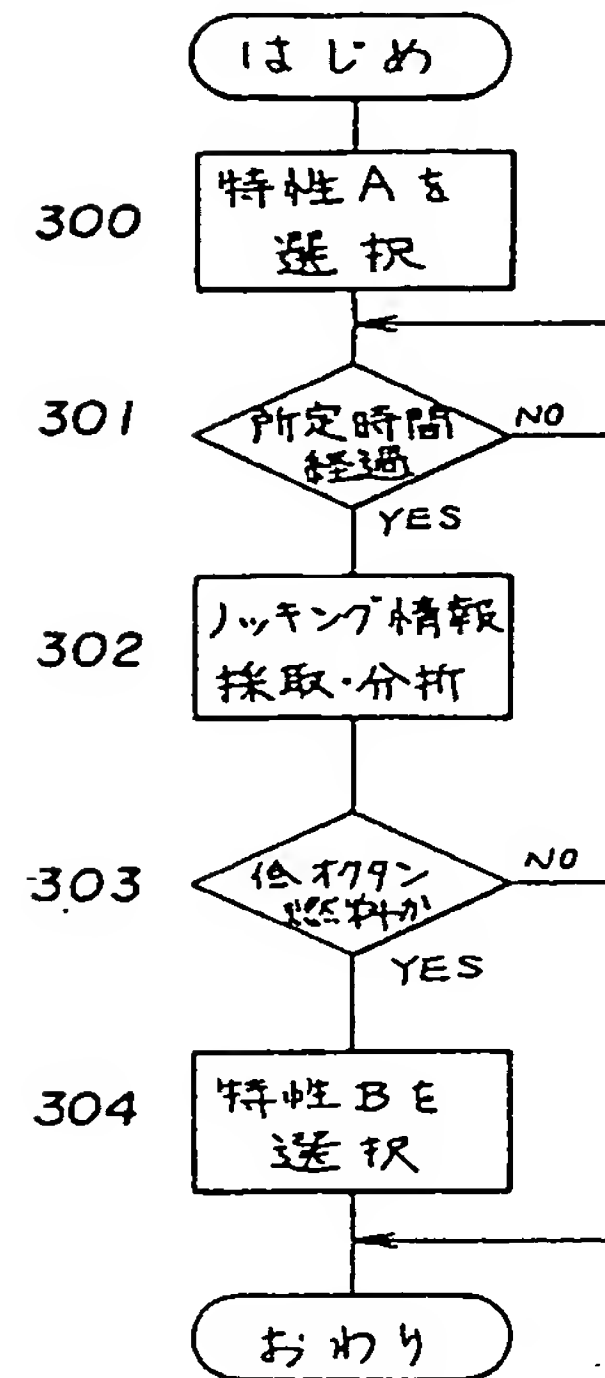 はじめ
300
特性Aを
選択
301
所定時間
経過
NO
YES
302
ノッキング情報
採取・分析
303
低オクタン
燃料か
NO
YES
304
特性Bを
選択
おわり